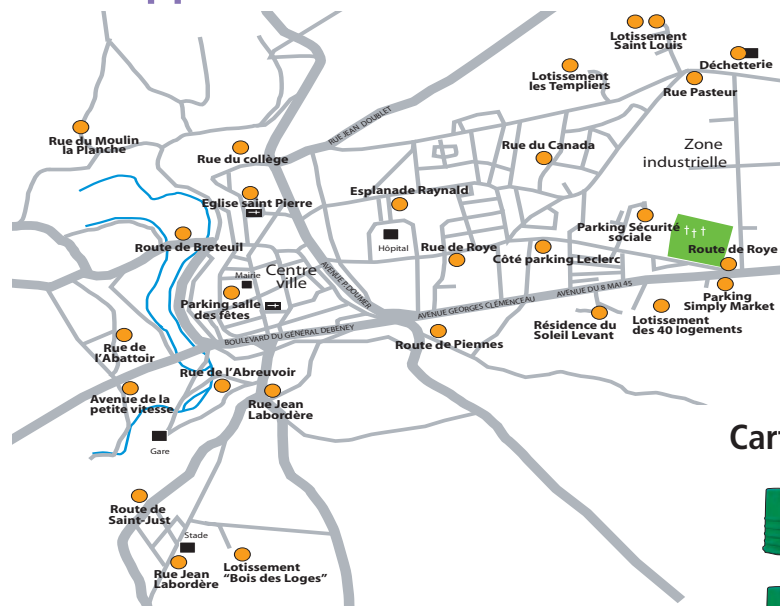 Lotissement
Saint Louis
Déchetterie
Lotissement
les Templiers
Rue Pasteur
RUE JEAN DOUBLET
Rue du Moulin
la Planche
Rue du collège
Rue du Canada
Zone
industrielle
Eglise saint Pierre
Esplanade Raynald
Parking Sécurité
sociale
Route de Breteuil
Hôpital
Rue de Roye
Côté parking Leclerc
Route de Roye
Centre
ville
Mairie
AVENUE P. DOUMER
Parking salle
des fêtes
AVENUE GEORGES CLÉMENCEAU
AVENUE DU 8 MAI 45
Parking
Simply Market
Lotissement
des 40 logements
Résidence du
Soleil Levant
BOULEVARD DU GÉNÉRAL DEBENEY
Route de Piennes
Rue de
l'Abattoir
Rue de l'Abreuvoir
Avenue de la
petite vitesse
Rue Jean
Labordère
Gare
Car
Route de
Saint-Just
Stade
Rue Jean
Labordère
Lotissement
"Bois des Loges"